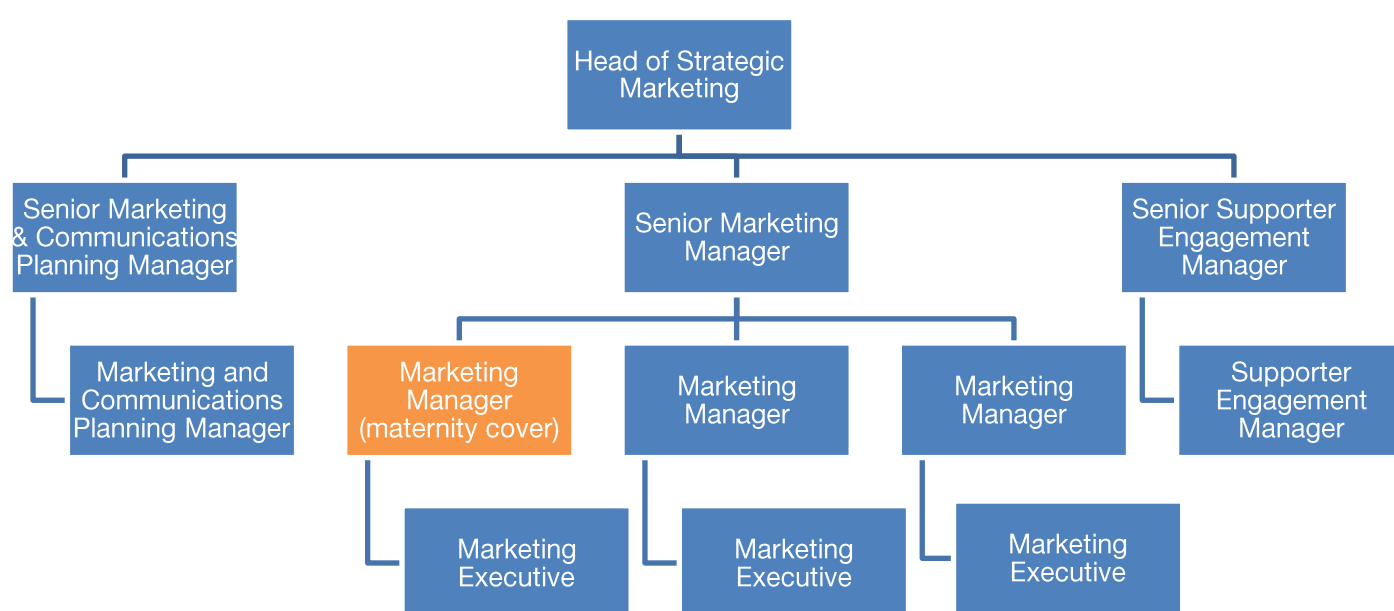 Head of Strategic
Marketing
Senior Marketing
& Communications
Planning Manager
Senior Marketing
Manager
Senior Supporter
Engagement
Manager
Marketing and
Communications
Planning Manager
Marketing
Manager
(maternity cover)
Marketing
Manager
Marketing
Manager
Supporter
Engagement
Manager
Marketing
Executive
Marketing
Executive
Marketing
Executive